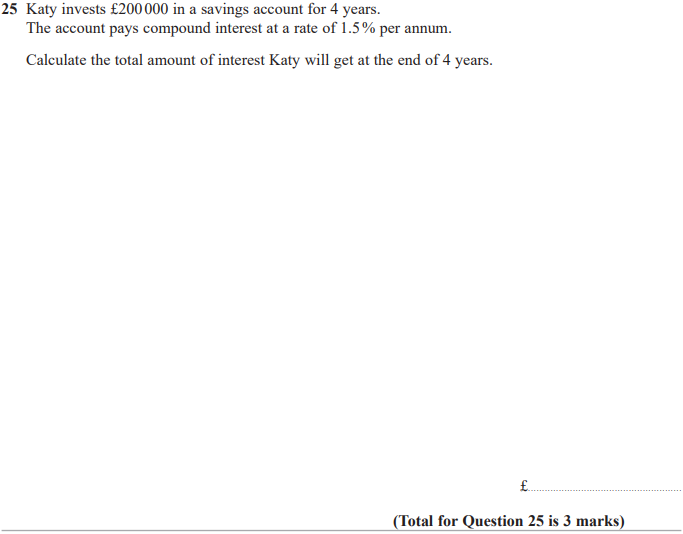 25 Katy invests £200 000 in a savings account for 4 years.
The account pays compound interest at a rate of 1.5% per annum.
Calculate the total amount of interest Katy will get at the end of 4 years.
£
(Total for Question 25 is 3 marks)